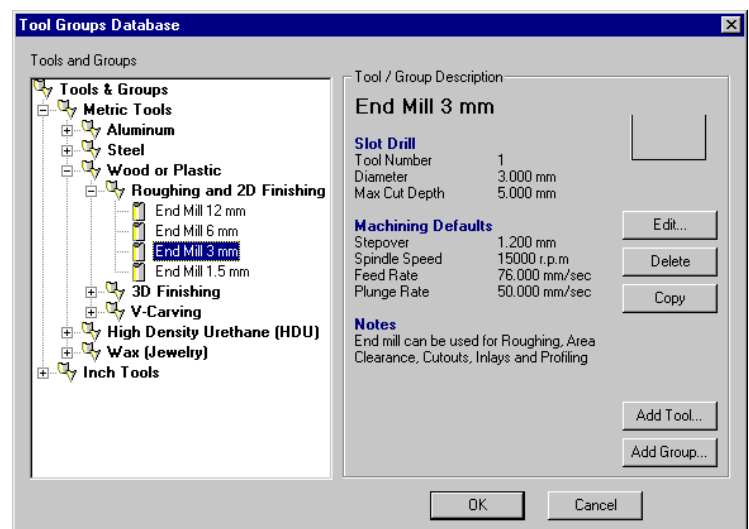 Tool Groups Database
Tools and Groups
Tools & Groups
Metric Tools
Aluminum
Steel
Wood or Plastic
Roughing and 2D Finishing
End Mill 12 mm
End Mill 6 mm
End Mill 3 mm
End Mill 1.5 mm
3D Finishing
V-Carving
High Density Urethane (HDU)
Wax (Jewelry)
Inch Tools
Tool / Group Description
End Mill 3 mm
Slot Drill
Tool Number 1
Diameter 3.000 mm
Max Cut Depth 5.000 mm
Machining Defaults
Stepover 1.200 mm
Spindle Speed 15000 r.p.m
Feed Rate 76.000 mm/sec
Plunge Rate 50.000 mm/sec
Notes
End mill can be used for Roughing, Area
Clearance, Cutouts, Inlays and Profiling
Edit...
Delete
Copy
Add Tool...
Add Group...
OK Cancel